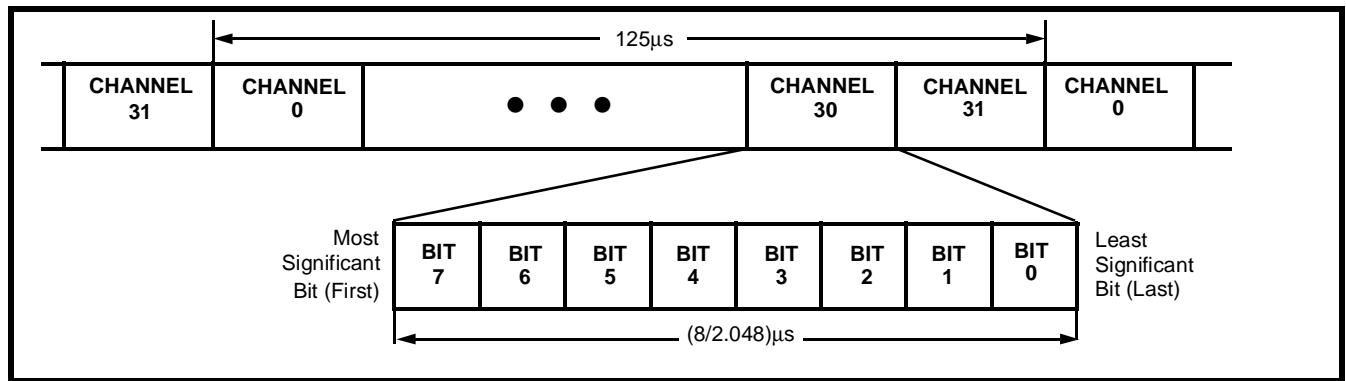 125μs
CHANNEL 31
CHANNEL 0
• • •
CHANNEL 30
CHANNEL 31
CHANNEL 0
Most Significant Bit (First)
BIT 7
BIT 6
BIT 5
BIT 4
BIT 3
BIT 2
BIT 1
BIT 0
Least Significant Bit (Last)
(8/2.048)μs